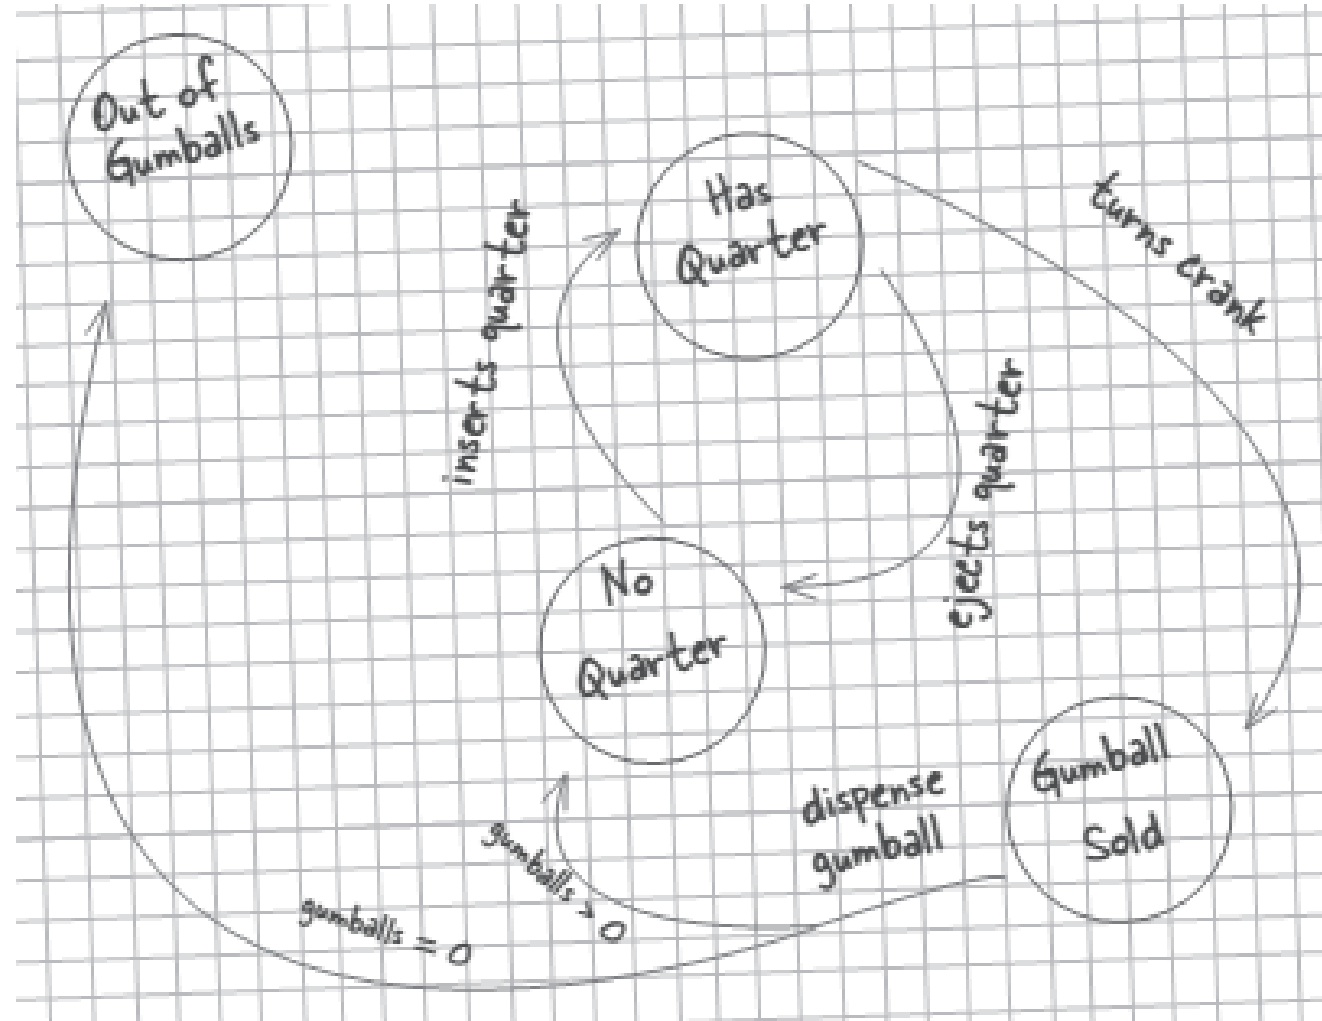 Out of
Gumballs
Has
Quarter
turns crank
inserts quarter
ejects quarter
No
Quarter
Gumball
Sold
dispense
gumball
gumballs > 0
gumballs = 0